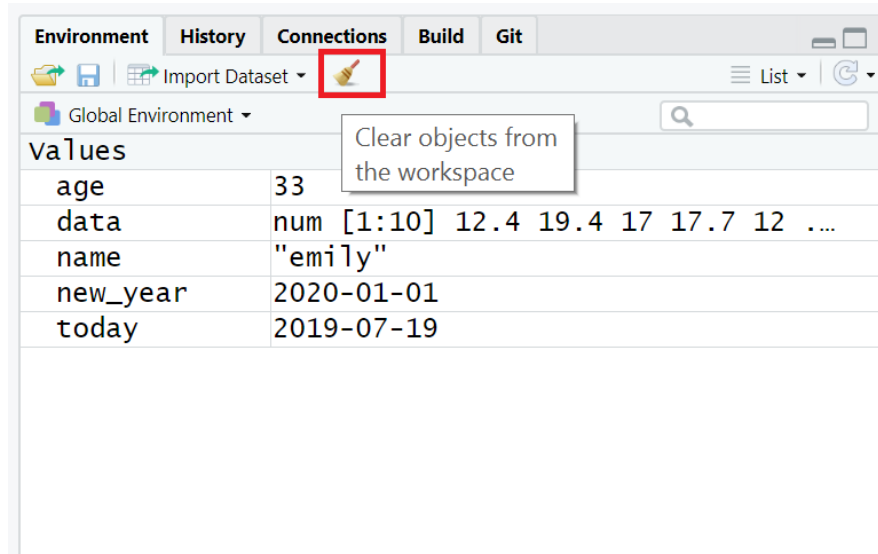 Environment History Connections Build Git
Import Dataset List
Global Environment
Clear objects from
the workspace
Values
age 33
data num [1:10] 12.4 19.4 17 17.7 12 .…
name "emily"
new_year 2020-01-01
today 2019-07-19